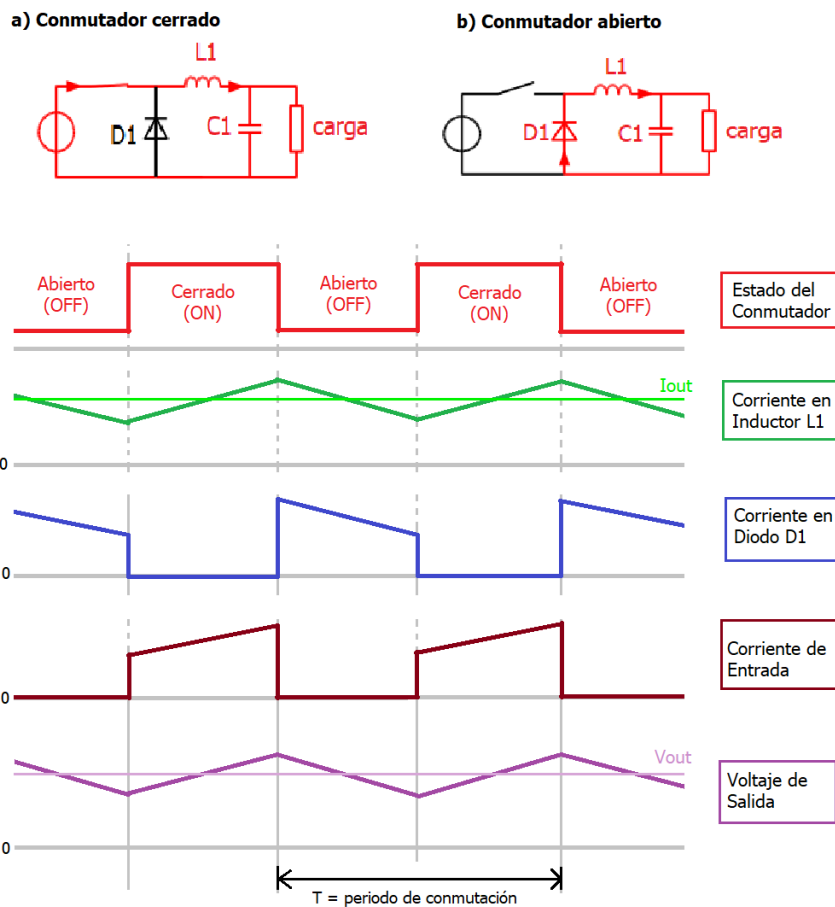 a) Conmutador cerrado
b) Conmutador abierto
L1
D1
C1
carga
L1
D1
C1
carga
Abierto
(OFF)
Cerrado
(ON)
Abierto
(OFF)
Cerrado
(ON)
Abierto
(OFF)
Estado del
Conmutador
Iout
Corriente en
Inductor L1
0
Corriente en
Diodo D1
0
Corriente de
Entrada
0
Vout
Voltaje de
Salida
0
T = periodo de conmutación